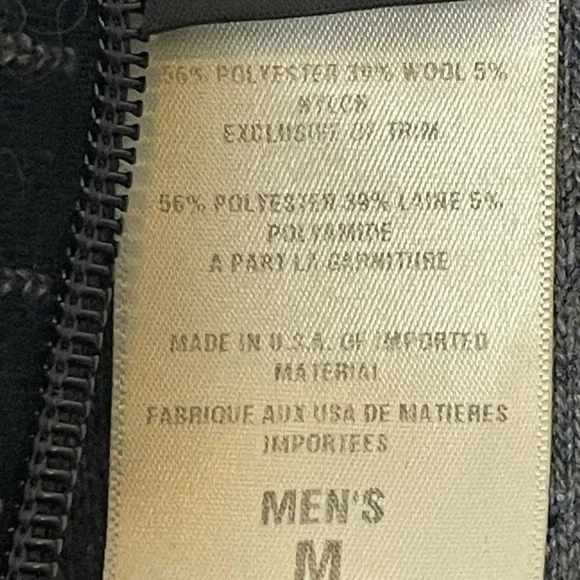 56% POLYESTER 39% WOOL 5%
NYLON
EXCLUSIVE OF TRIM
56% POLYESTER 39% LAINE 5%
POLYAMIDE
A PART LA GARNITURE
MADE IN U.S.A. OF IMPORTED
MATERIAL
FABRIQUE AUX USA DE MATIERES
IMPORTEES
MEN'S
M